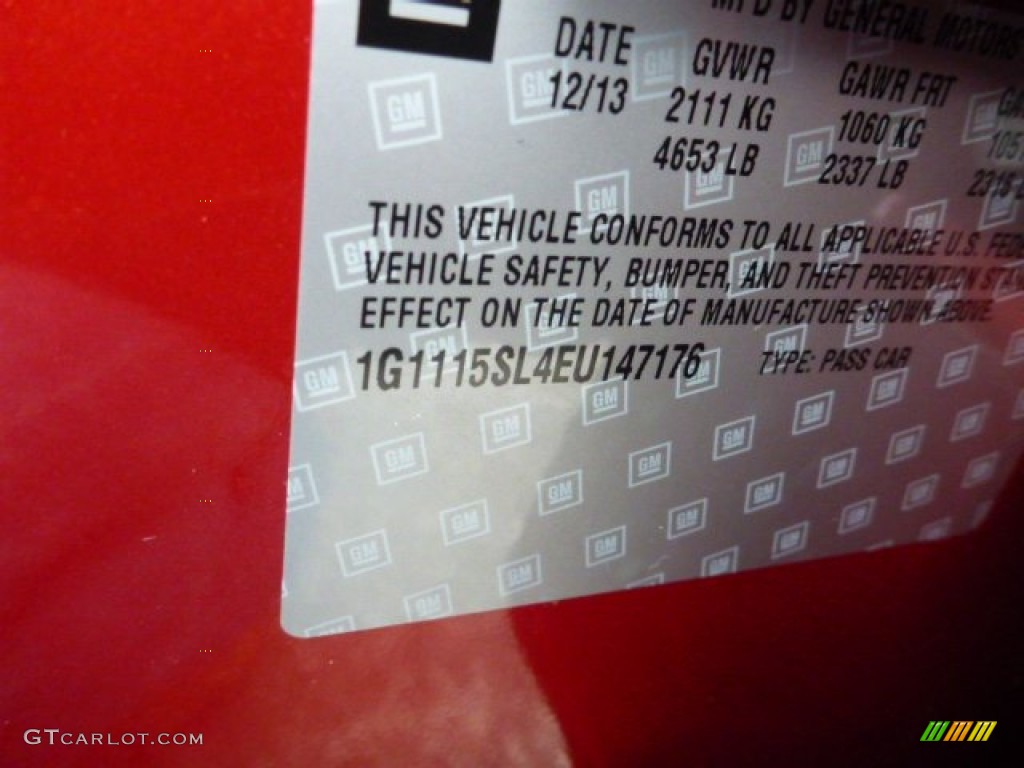 MFD BY GENERAL MOTORS
DATE GVWR GAWR FRT
12/13 2111 KG 1060 KG
4653 LB 2337 LB
THIS VEHICLE CONFORMS TO ALL APPLICABLE U.S.
VEHICLE SAFETY, BUMPER, AND THEFT PREVENTION
EFFECT ON THE DATE OF MANUFACTURE SHOWN ABOVE.
1G1115SL4EU147176 TYPE: PASS CAR
GM
GTCARLOT.COM